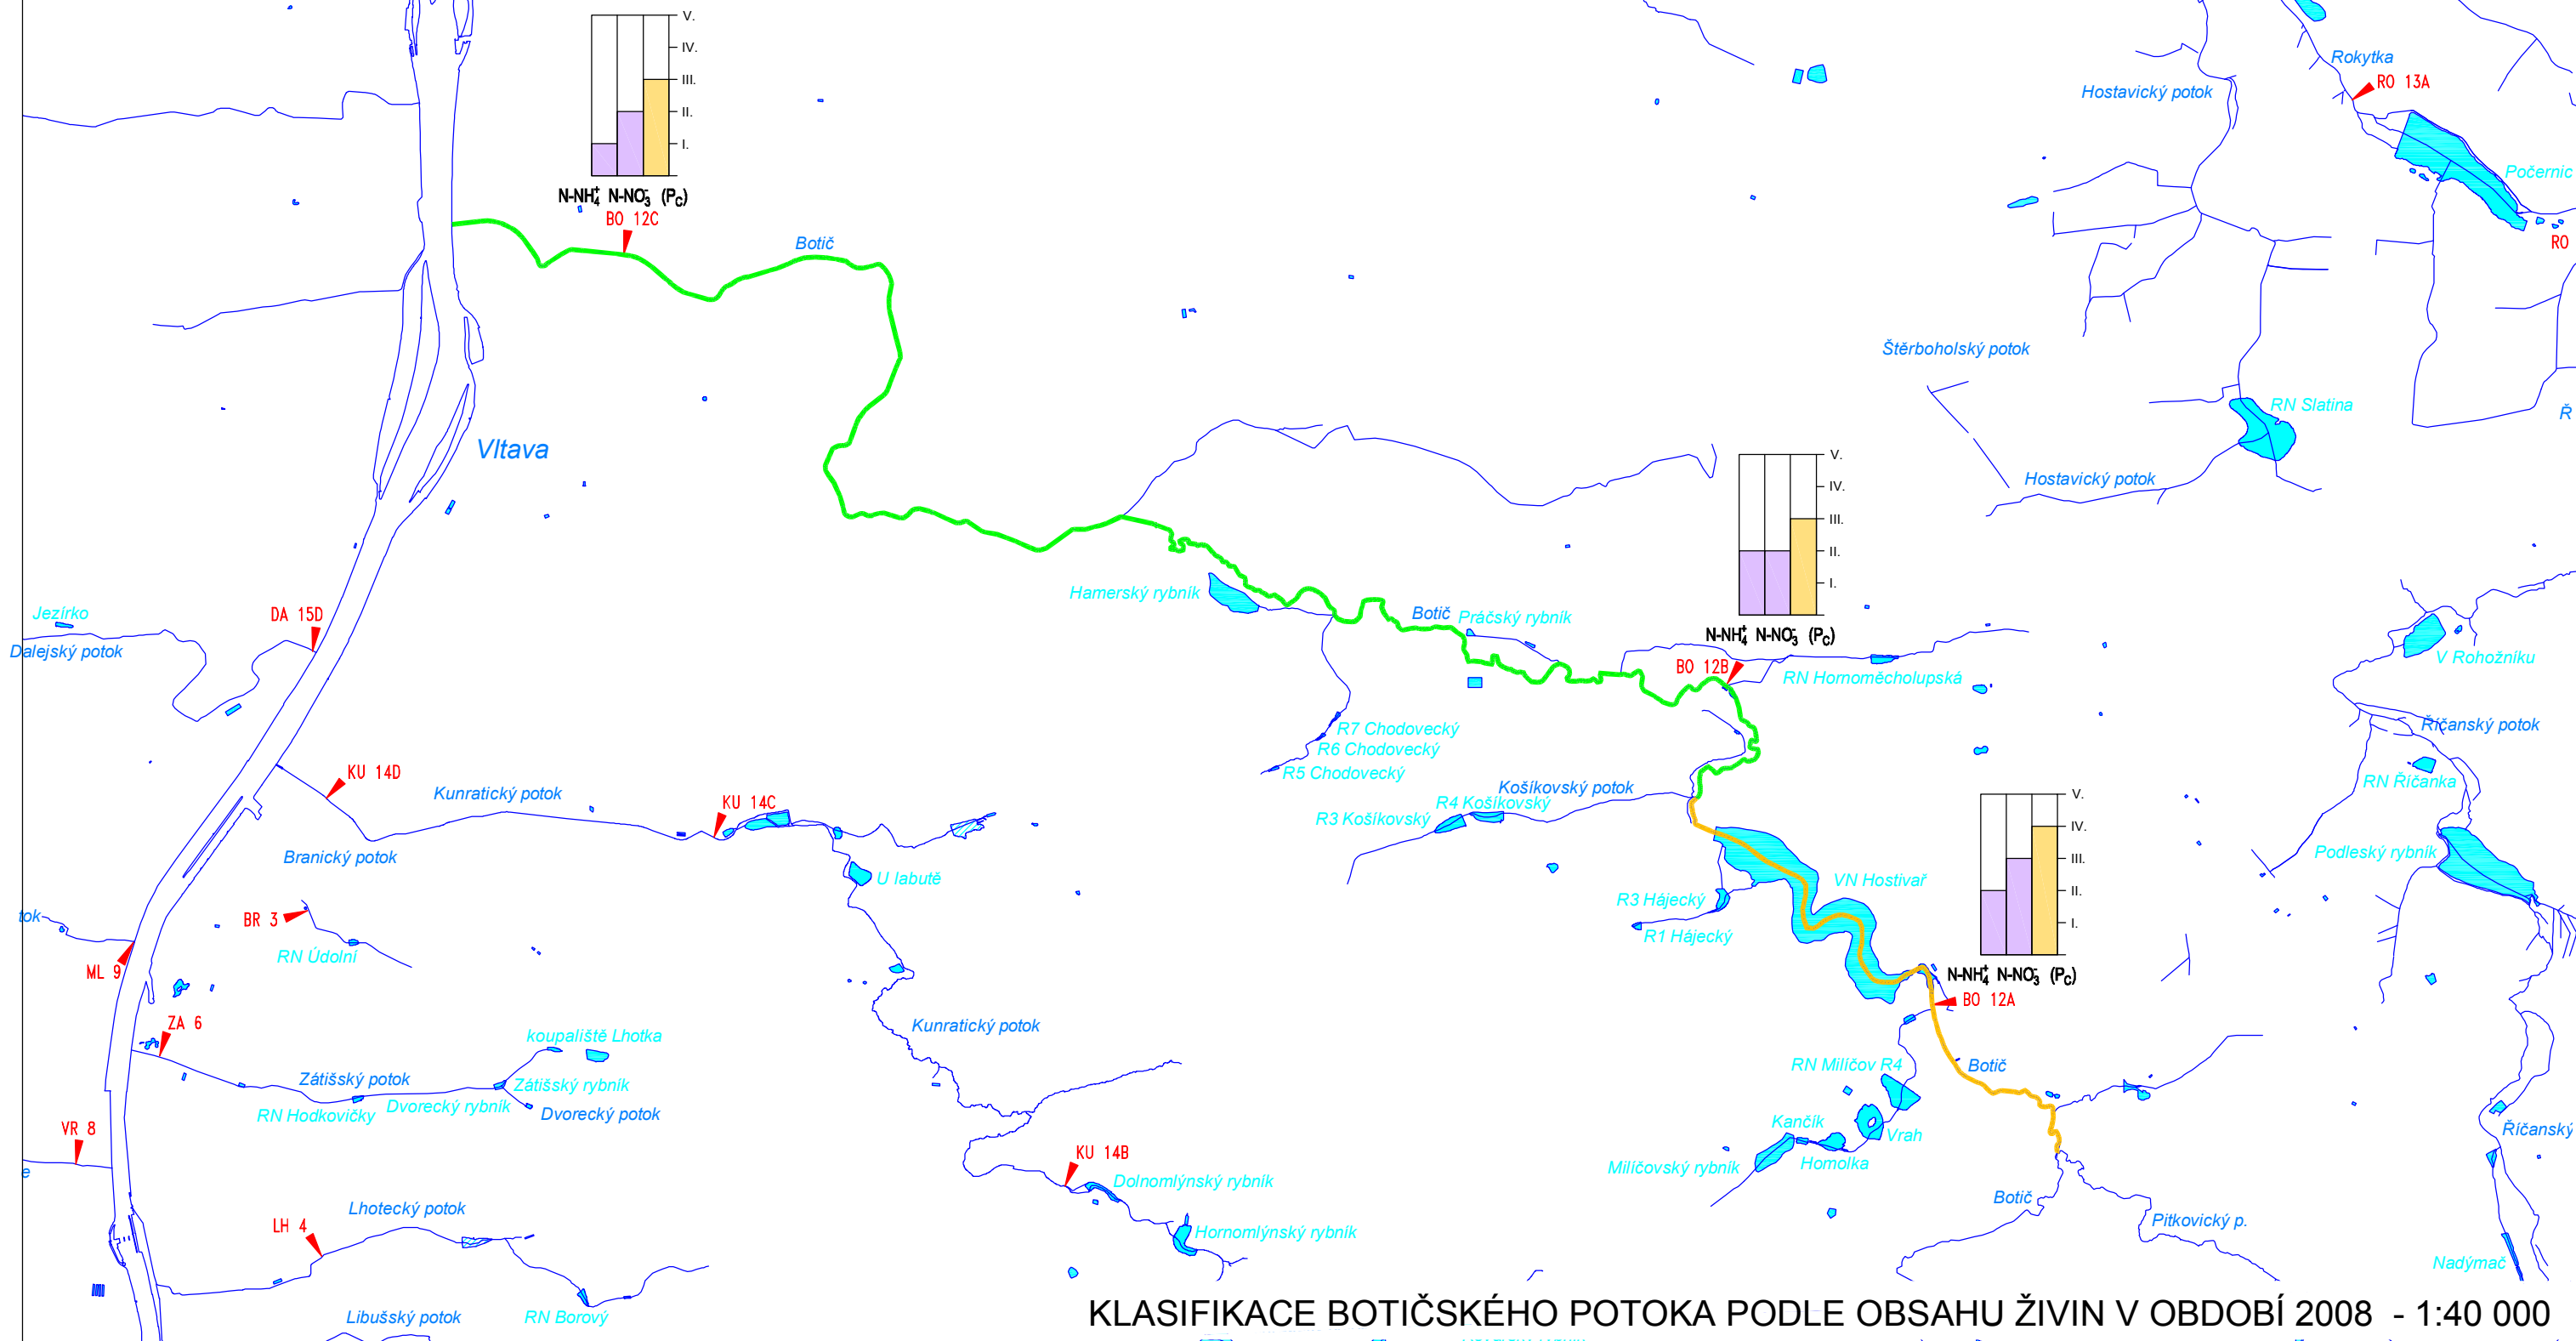 V.
IV.
III.
II.
I.
N-NH₄⁺ N-NO₃⁻ (Pc)
BO 12C
Botič
Rokytka
RO 13A
Hostavický potok
Počernic
RO
Štěrboholský potok
RN Slatina
Ř
Hostavický potok
Vltava
V.
IV.
III.
II.
I.
N-NH₄⁺ N-NO₃⁻ (Pc)
Hamerský rybník
Botič
Práčský rybník
Jezírko
DA 15D
Dalejský potok
BO 12B
RN Hornoměcholupská
V Rohožníku
R7 Chodovecký
R6 Chodovecký
R5 Chodovecký
Říčanský potok
RN Říčanka
KU 14D
Kunratický potok
KU 14C
Košíkovský potok
R4 Košíkovský
R3 Košíkovský
V.
IV.
III.
II.
I.
N-NH₄⁺ N-NO₃⁻ (Pc)
Branický potok
U labutě
VN Hostivař
Podleský rybník
R3 Hájecký
R1 Hájecký
tok
BR 3
RN Údolní
ML 9
BO 12A
ZA 6
koupaliště Lhotka
Kunratický potok
Zátišský potok
Zátišský rybník
RN Hodkovičky
Dvorecký rybník
Dvorecký potok
RN Milíčov R4
Botič
Kančík
Vrah
Homolka
Milíčovský rybník
VR 8
e
KU 14B
Dolnomlýnský rybník
Říčanský
Lhotecký potok
LH 4
Hornomlýnský rybník
Botič
Pitkovický p.
Nadýmač
Libušský potok
RN Borový
KLASIFIKACE BOTIČSKÉHO POTOKA PODLE OBSAHU ŽIVIN V OBDOBÍ 2008 - 1:40 000